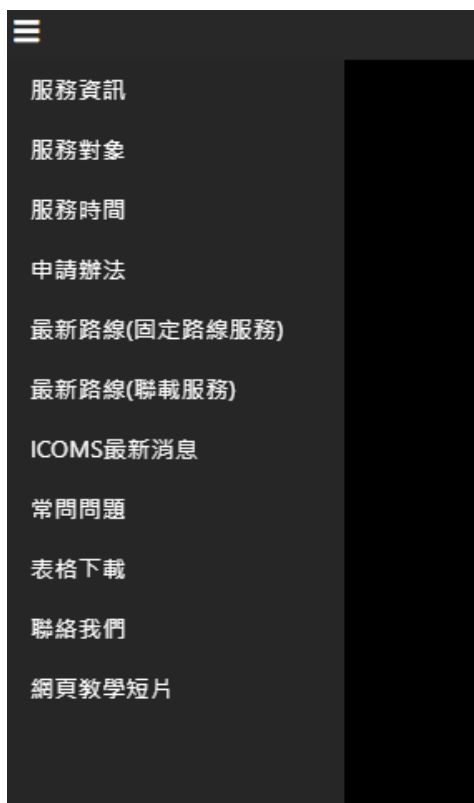 服務資訊
服務對象
服務時間
申請辦法
最新路線(固定路線服務)
最新路線(聯載服務)
ICOMS最新消息
常問問題
表格下載
聯絡我們
網頁教學短片